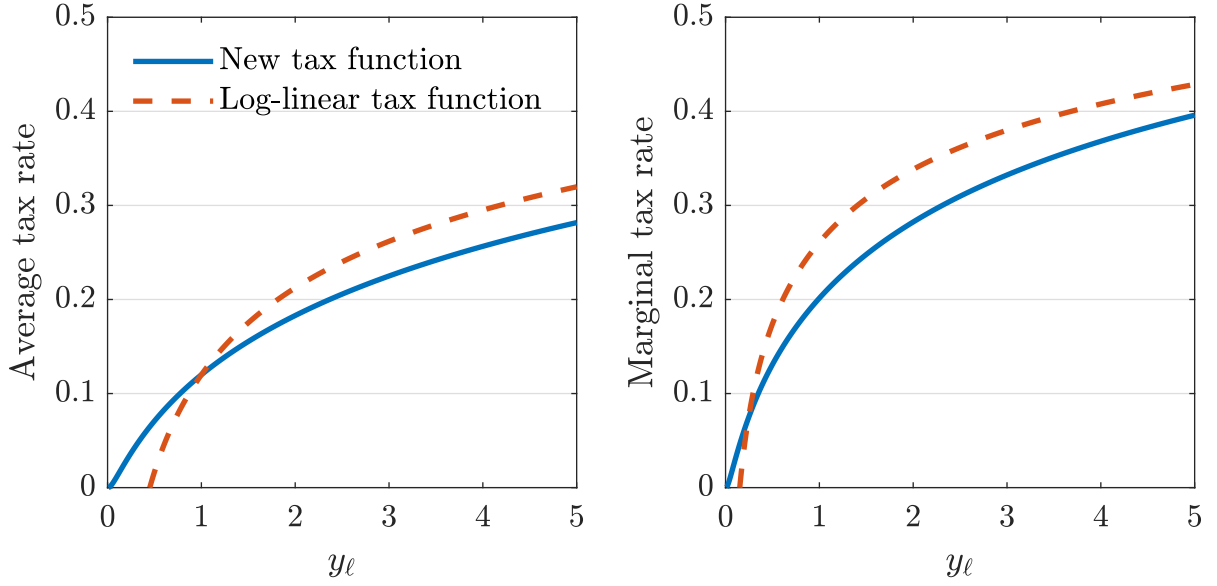 0.5
0.4
0.3
0.2
0.1
0
Average tax rate
New tax function
Log-linear tax function
0 1 2 3 4 5
yℓ
0.5
0.4
0.3
0.2
0.1
0
Marginal tax rate
0 1 2 3 4 5
yℓ